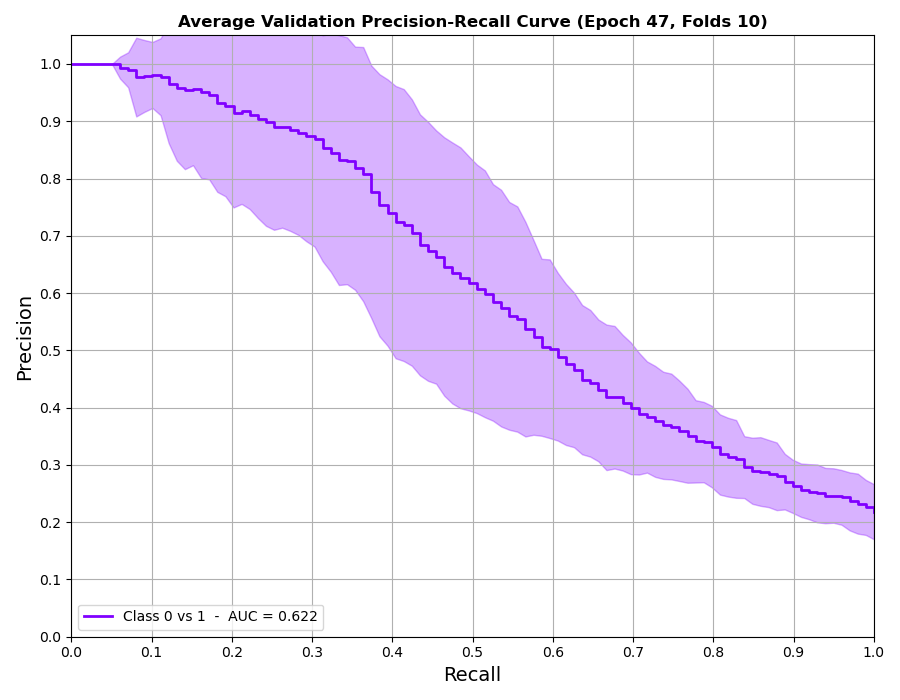 Average Validation Precision-Recall Curve (Epoch 47, Folds 10)
Precision
1.0
0.9
0.8
0.7
0.6
0.5
0.4
0.3
0.2
0.1
0.0
Class 0 vs 1 - AUC = 0.622
0.0 0.1 0.2 0.3 0.4 0.5 0.6 0.7 0.8 0.9 1.0
Recall